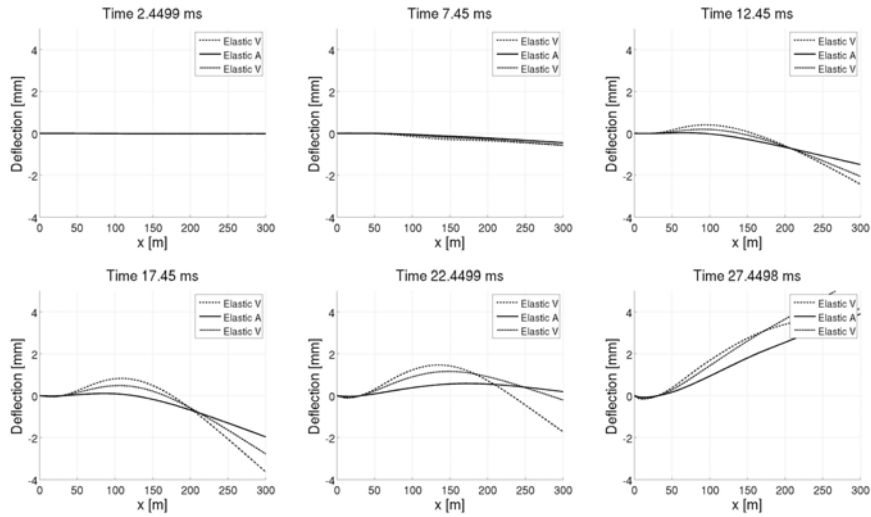 Time 2.4499 ms
Elastic V
Elastic A
Elastic V
Deflection [mm]
4
2
0
-2
-4
0 50 100 150 200 250 300
x [m]
Time 7.45 ms
Elastic V
Elastic A
Elastic V
Deflection [mm]
4
2
0
-2
-4
0 50 100 150 200 250 300
x [m]
Time 12.45 ms
Elastic V
Elastic A
Elastic V
Deflection [mm]
4
2
0
-2
-4
0 50 100 150 200 250 300
x [m]
Time 17.45 ms
Elastic V
Elastic A
Elastic V
Deflection [mm]
4
2
0
-2
-4
0 50 100 150 200 250 300
x [m]
Time 22.4499 ms
Elastic V
Elastic A
Elastic V
Deflection [mm]
4
2
0
-2
-4
0 50 100 150 200 250 300
x [m]
Time 27.4498 ms
Elastic V
Elastic A
Elastic V
Deflection [mm]
4
2
0
-2
-4
0 50 100 150 200 250 300
x [m]